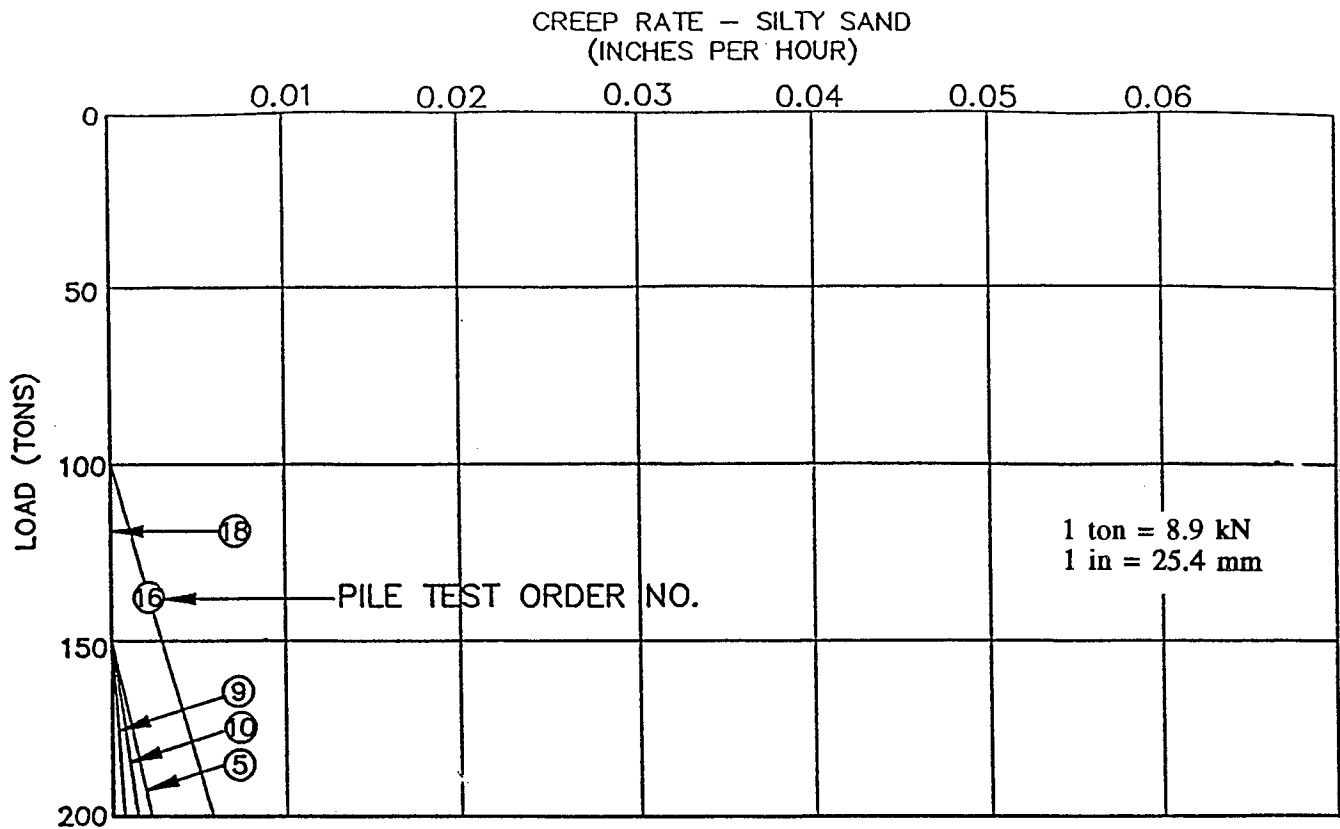 CREEP RATE – SILTY SAND
(INCHES PER HOUR)
0.01 0.02 0.03 0.04 0.05 0.06
0
50
100
150
200
LOAD (TONS)
18
16
PILE TEST ORDER NO.
9
10
5
1 ton = 8.9 kN
1 in = 25.4 mm